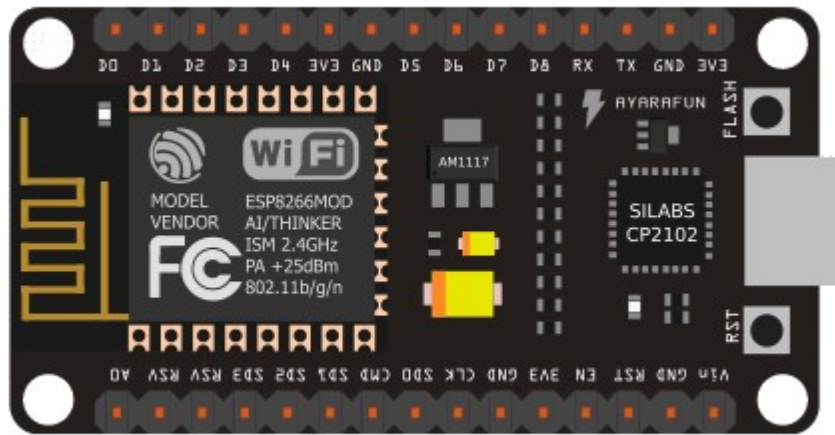 D0 D1 D2 D3 D4 3V3 GND D5 D6 D7 D8 RX TX GND 3V3
AYARAFUN
FLASH
WiFi
AM1117
MODEL
VENDOR
FC
ESP8266MOD
AI/THINKER
ISM 2.4GHz
PA +25dBm
802.11b/g/n
SILABS
CP2102
RST
A0 RSV RSV SD3 SD2 SD1 CMD SD0 CLK GND 3V3 EN RST GND Vin